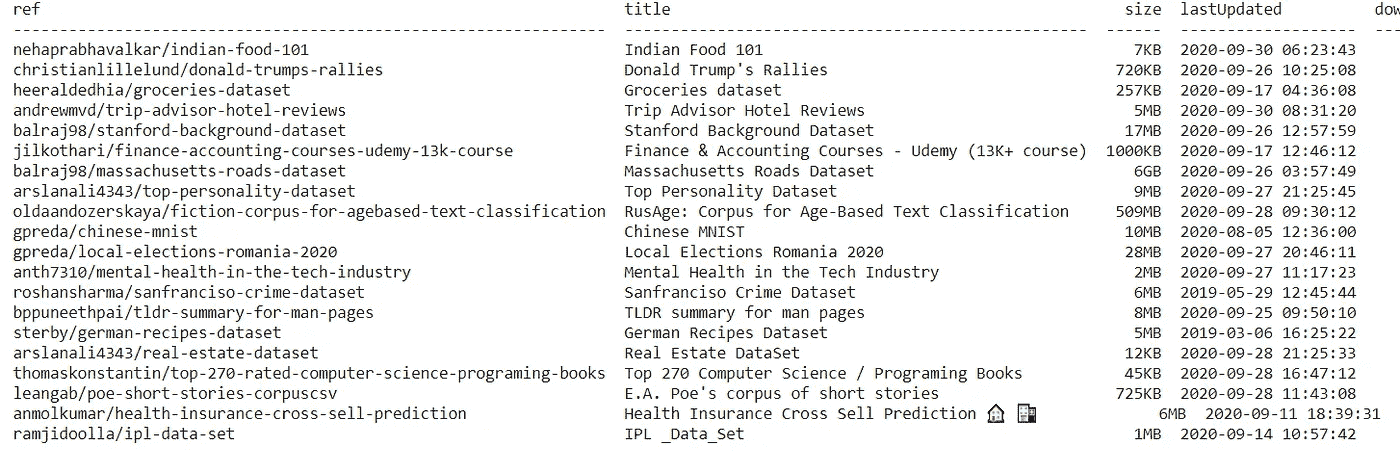 ref title size lastUpdated dow
-------------------------------------------------------------- ------------------------------------------------ ------ ------------------- ---
nehaprabhavalkar/indian-food-101 Indian Food 101 7KB 2020-09-30 06:23:43
christianlillelund/donald-trumps-rallies Donald Trump's Rallies 720KB 2020-09-26 10:25:08
heeraldedhia/groceries-dataset Groceries dataset 257KB 2020-09-17 04:36:08
andrewmvd/trip-advisor-hotel-reviews Trip Advisor Hotel Reviews 5MB 2020-09-30 08:31:20
balraj98/stanford-background-dataset Stanford Background Dataset 17MB 2020-09-26 12:57:59
jilkothari/finance-accounting-courses-udemy-13k-course Finance & Accounting Courses - Udemy (13K+ course) 1000KB 2020-09-17 12:46:12
balraj98/massachusetts-roads-dataset Massachusetts Roads Dataset 6GB 2020-09-26 03:57:49
arslanali4343/top-personality-dataset Top Personality Dataset 9MB 2020-09-27 21:25:45
oldaandozerskaya/fiction-corpus-for-agebased-text-classification RusAge: Corpus for Age-Based Text Classification 509MB 2020-09-28 09:30:12
gpreda/chinese-mnist Chinese MNIST 10MB 2020-08-05 12:36:00
gpreda/local-elections-romania-2020 Local Elections Romania 2020 28MB 2020-09-27 20:46:11
anth7310/mental-health-in-the-tech-industry Mental Health in the Tech Industry 2MB 2020-09-27 11:17:23
roshansharma/sanfranciso-crime-dataset Sanfranciso Crime Dataset 6MB 2019-05-29 12:45:44
bppuneethpai/tldr-summary-for-man-pages TLDR summary for man pages 8MB 2020-09-25 09:50:10
sterby/german-recipes-dataset German Recipes Dataset 5MB 2019-03-06 16:25:22
arslanali4343/real-estate-dataset Real Estate DataSet 12KB 2020-09-28 21:25:33
thomaskonstantin/top-270-rated-computer-science-programing-books Top 270 Computer Science / Programing Books 45KB 2020-09-28 16:47:12
leangab/poe-short-stories-corpuscsv E.A. Poe's corpus of short stories 725KB 2020-09-28 11:43:08
anmolkumar/health-insurance-cross-sell-prediction Health Insurance Cross Sell Prediction 🏠 🏥 6MB 2020-09-11 18:39:31
ramjidoolla/ipl-data-set IPL _Data_Set 1MB 2020-09-14 10:57:42